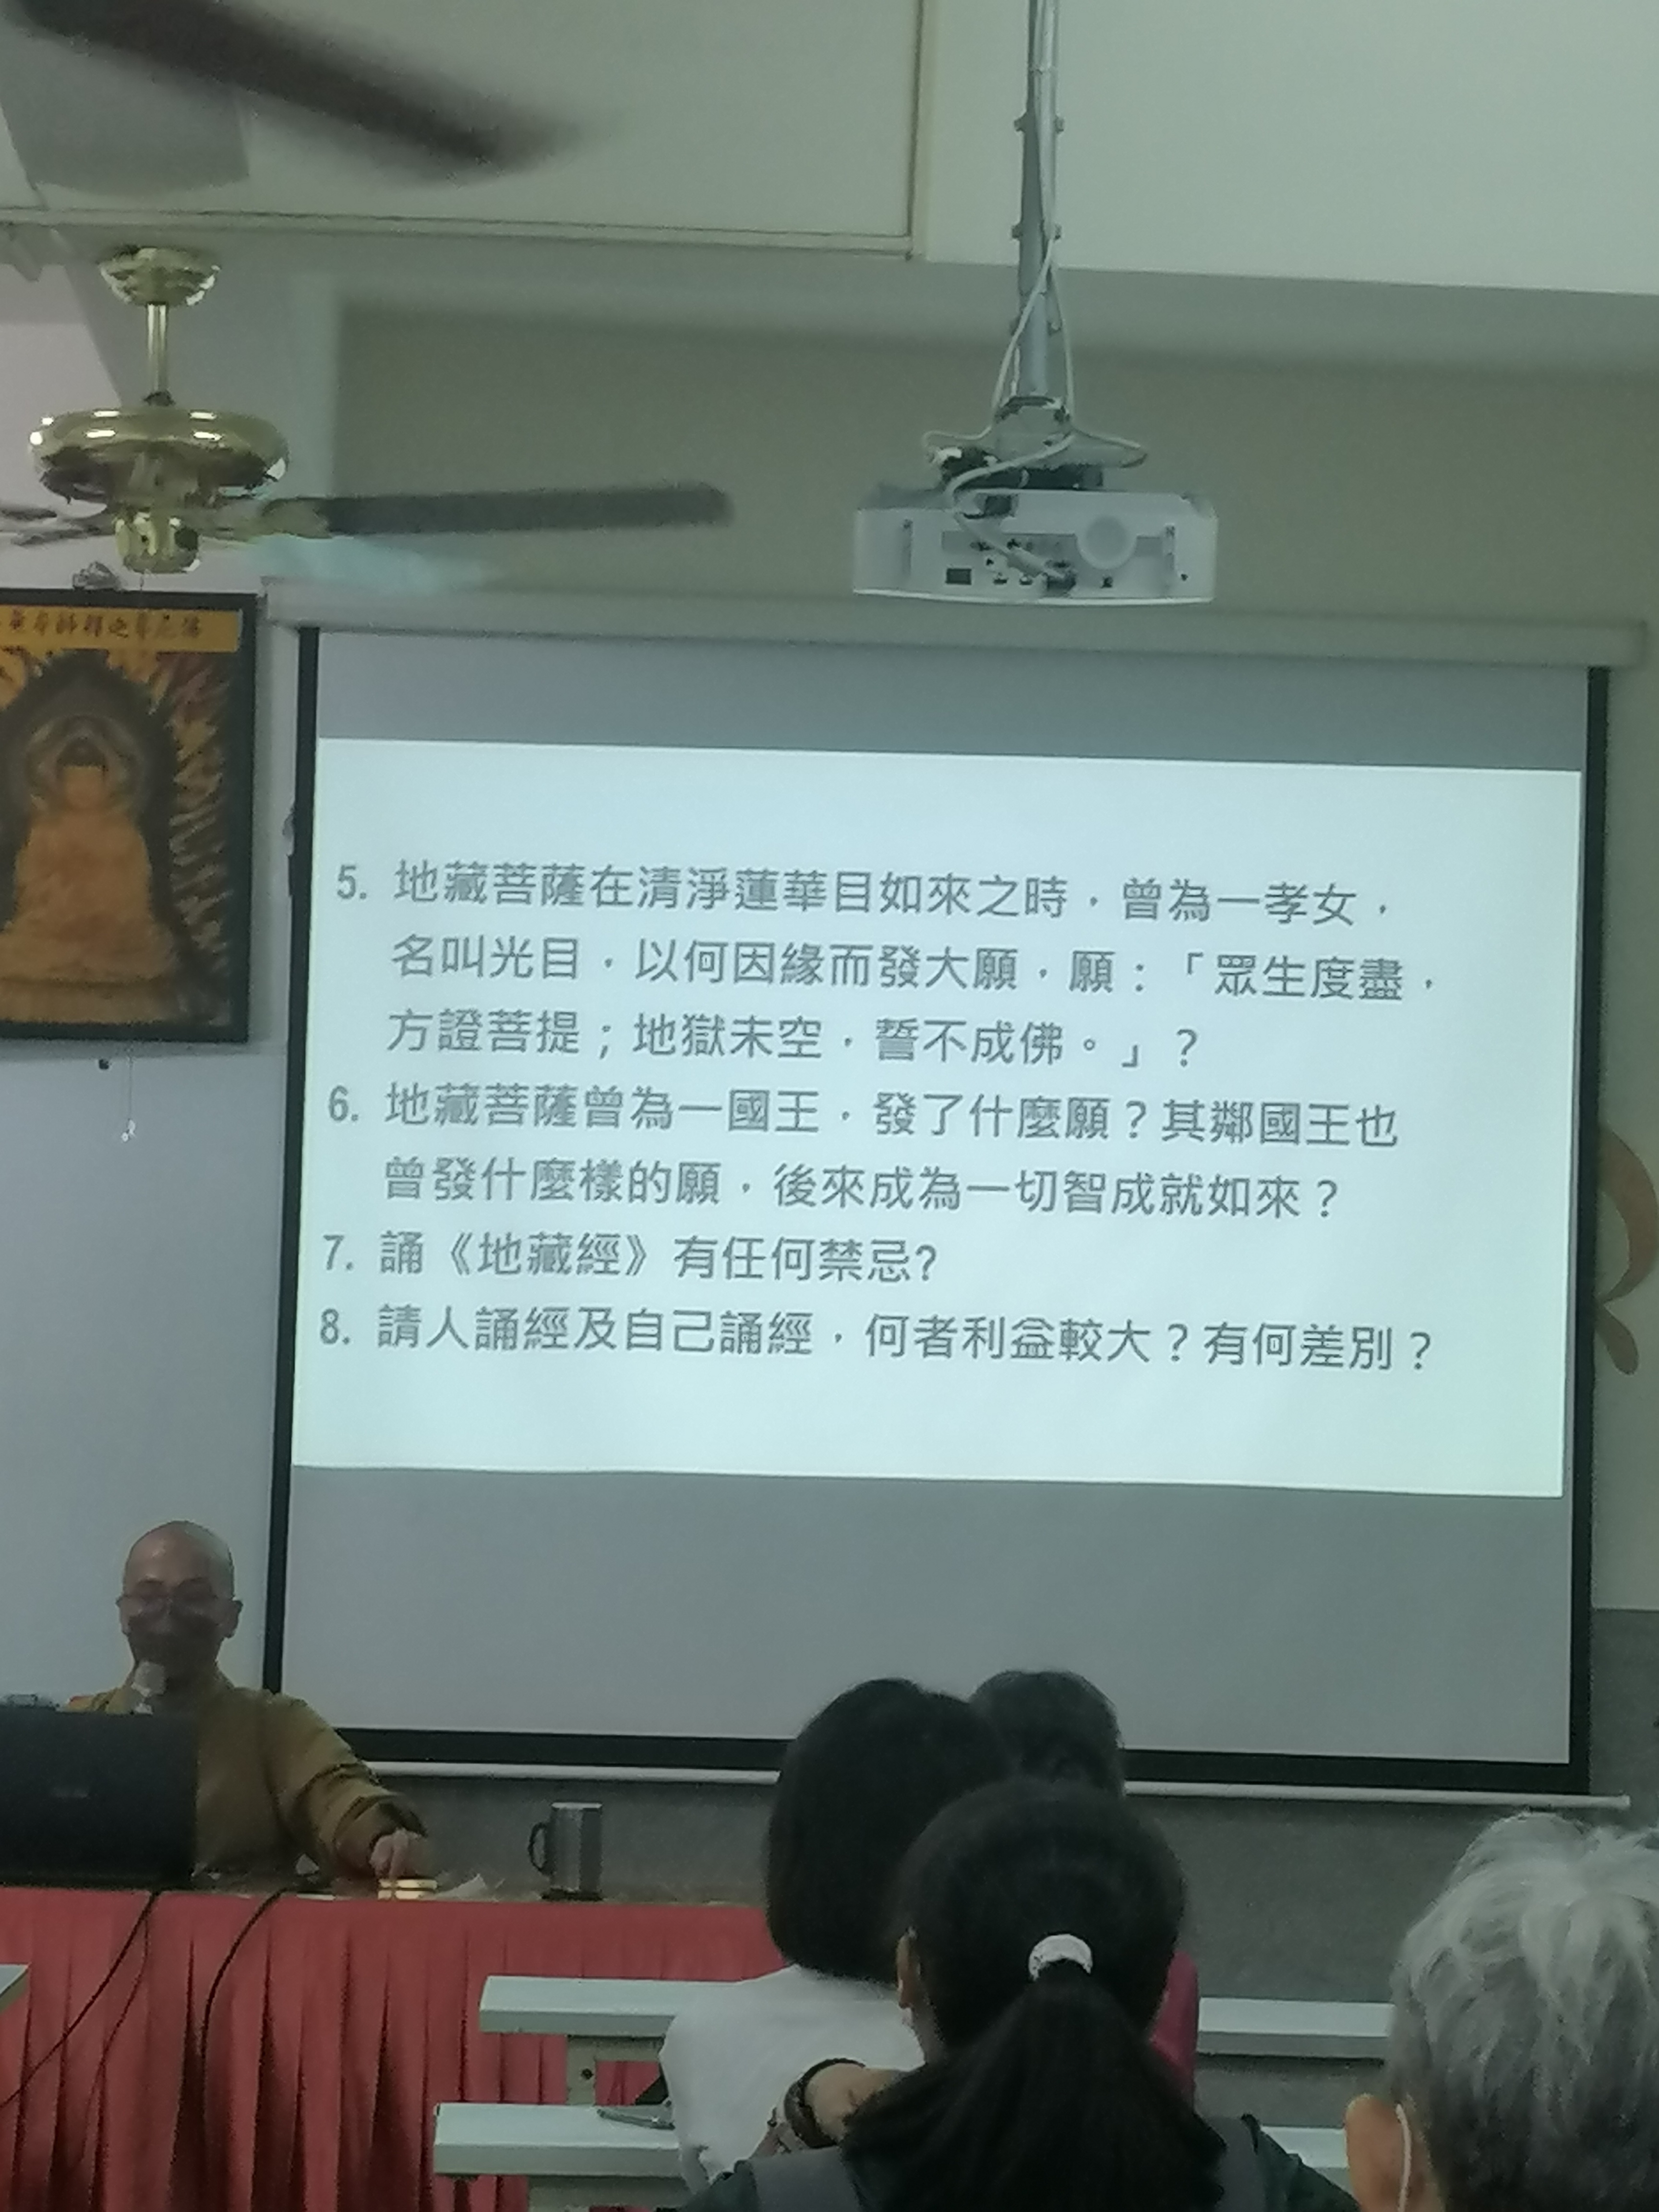 5. 地藏菩薩在清淨蓮華目如來之時，曾為一孝女，
名叫光目，以何因緣而發大願，願：「眾生度盡，
方證菩提；地獄未空，誓不成佛。」？
6. 地藏菩薩曾為一國王，發了什麼願？其鄰國王也
曾發什麼樣的願，後來成為一切智成就如來？
7. 誦《地藏經》有任何禁忌?
8. 請人誦經及自己誦經，何者利益較大？有何差別？